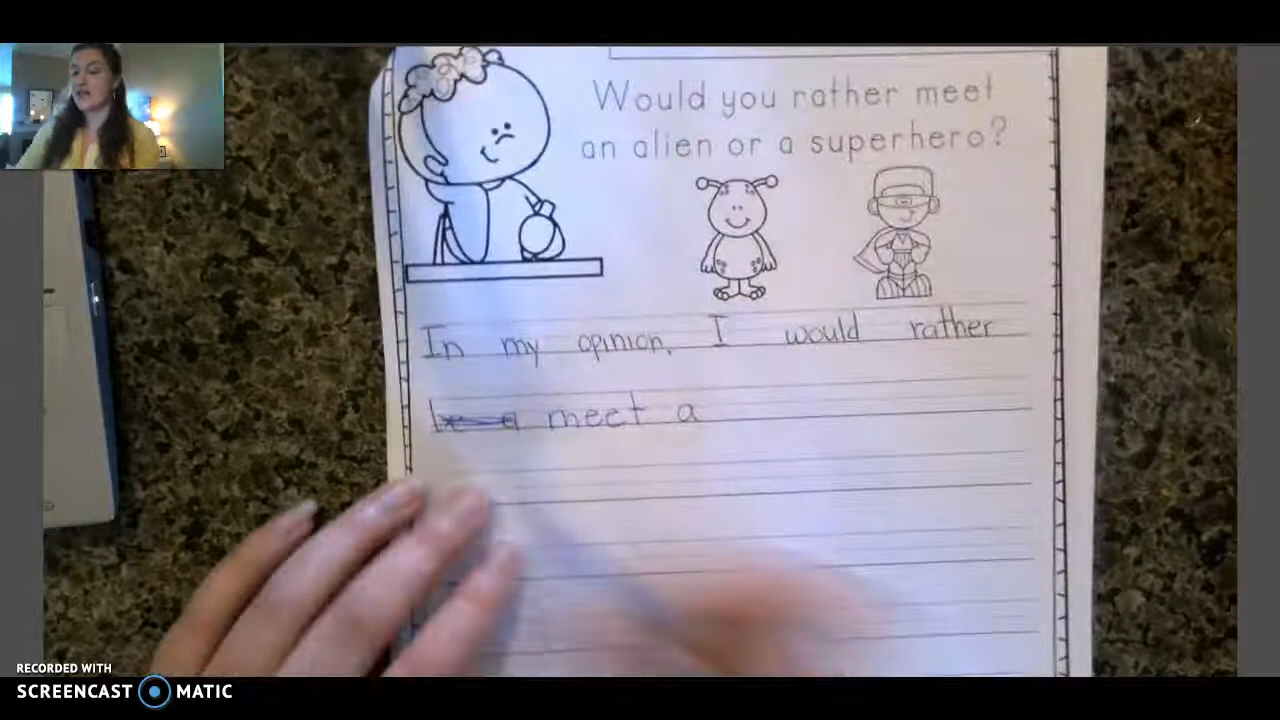 Would you rather meet
an alien or a superhero?
In my opinion, I would rather
be a meet a
RECORDED WITH
SCREENCAST MATIC